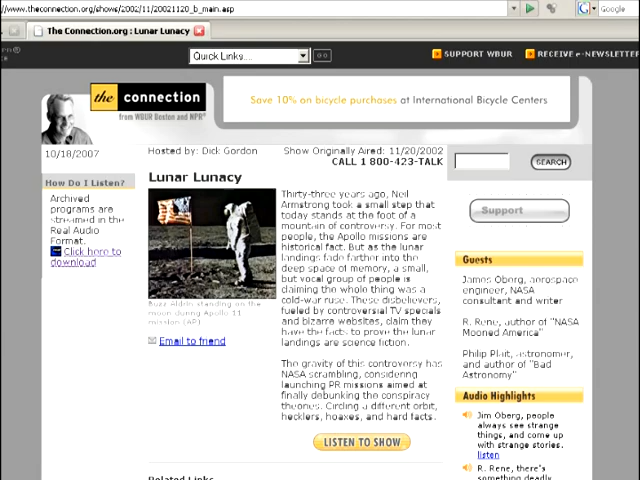 //www.theconnection.org/shows/2002/11/20021120_b_main.asp
Google
The Connection.org : Lunar Lunacy
Quick Links....
SUPPORT WBUR
RECEIVE e-NEWSLETTER
the connection
from WBUR Boston and NPR®
Save 10% on bicycle purchases at International Bicycle Centers
10/18/2007
Hosted by: Dick Gordon
Show Originally Aired: 11/20/2002
CALL 1 800-423-TALK
SEARCH
How Do I Listen?
Archived
programs are
streamed in the
Real Audio
Format.
Click here to
download
Lunar Lunacy
Buzz Aldrin standing on the
moon during Apollo 11
mission (AP)
Email to friend
Thirty-three years ago, Neil
Armstrong took a small step that
today stands at the foot of a
mountain of controversy. For most
people, the Apollo missions are
historical fact. But as the lunar
landings fade farther into the
deep space of memory, a small,
but vocal group of people is
claiming the whole thing was a
cold-war ruse. These disbelievers,
fueled by controversial TV specials
and bizarre websites, claim they
have the facts to prove the lunar
landings are science fiction.
The gravity of this controversy has
NASA scrambling, considering
launching PR missions aimed at
finally debunking the conspiracy
theories. Circling a different orbit,
hecklers, hoaxes, and hard facts.
LISTEN TO SHOW
Related Links
Support
Guests
James Oberg, aerospace
engineer, NASA
consultant and writer
R. Rene, author of "NASA
Mooned America"
Philip Plait, astronomer,
and author of "Bad
Astronomy"
Audio Highlights
Jim Oberg, people
always see strange
things, and come up
with strange stories.
listen
R. Rene, there's
something deadly